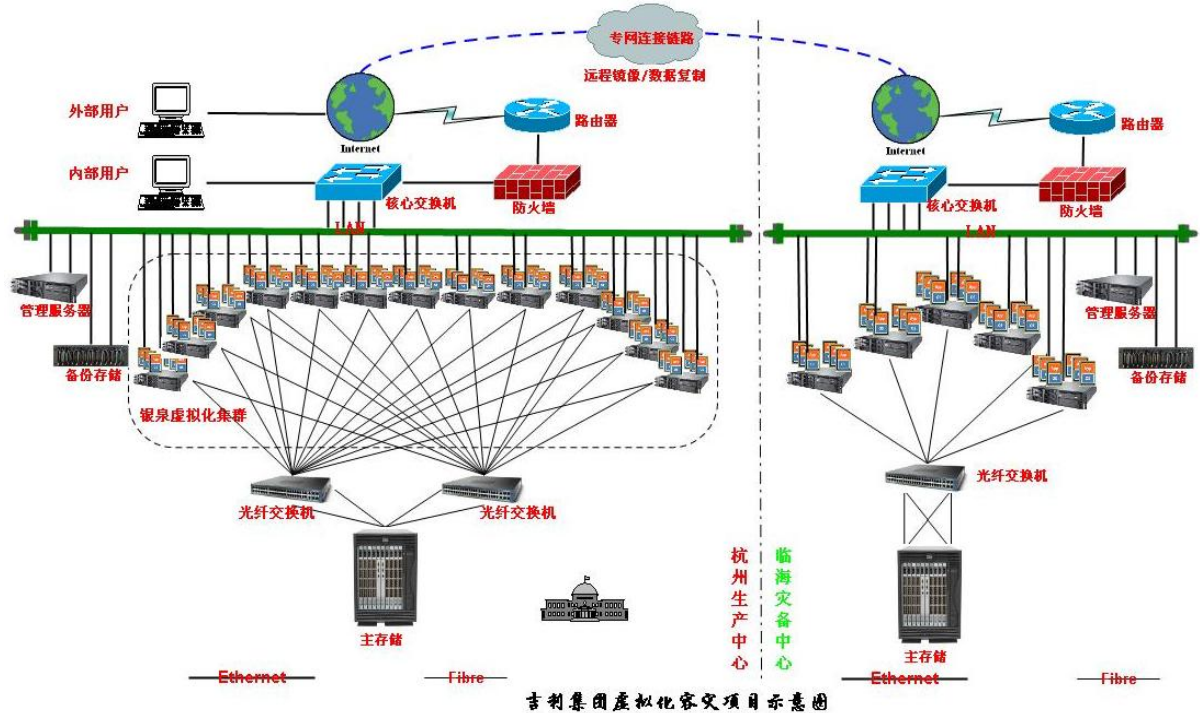 专网连接链路
远程镜像/数据复制
外部用户
Internet
路由器
内部用户
核心交换机
防火墙
LAN
管理服务器
备份存储
银泉虚拟化集群
光纤交换机
光纤交换机
主存储
Ethernet
Fibre
杭州生产中心
临海灾备中心
Internet
路由器
核心交换机
防火墙
LAN
管理服务器
备份存储
光纤交换机
主存储
Ethernet
Fibre
吉利集团虚拟化容灾项目示意图